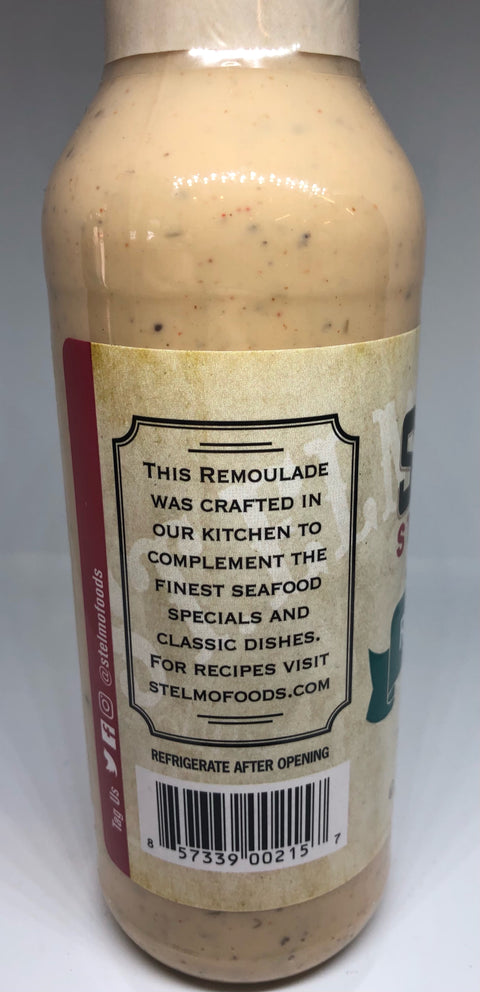 THIS REMOULADE
WAS CRAFTED IN
OUR KITCHEN TO
COMPLEMENT THE
FINEST SEAFOOD
SPECIALS AND
CLASSIC DISHES.
FOR RECIPES VISIT
STELMOFOODS.COM
REFRIGERATE AFTER OPENING
8 57339 00215 7
Tag Us @stelmofoods